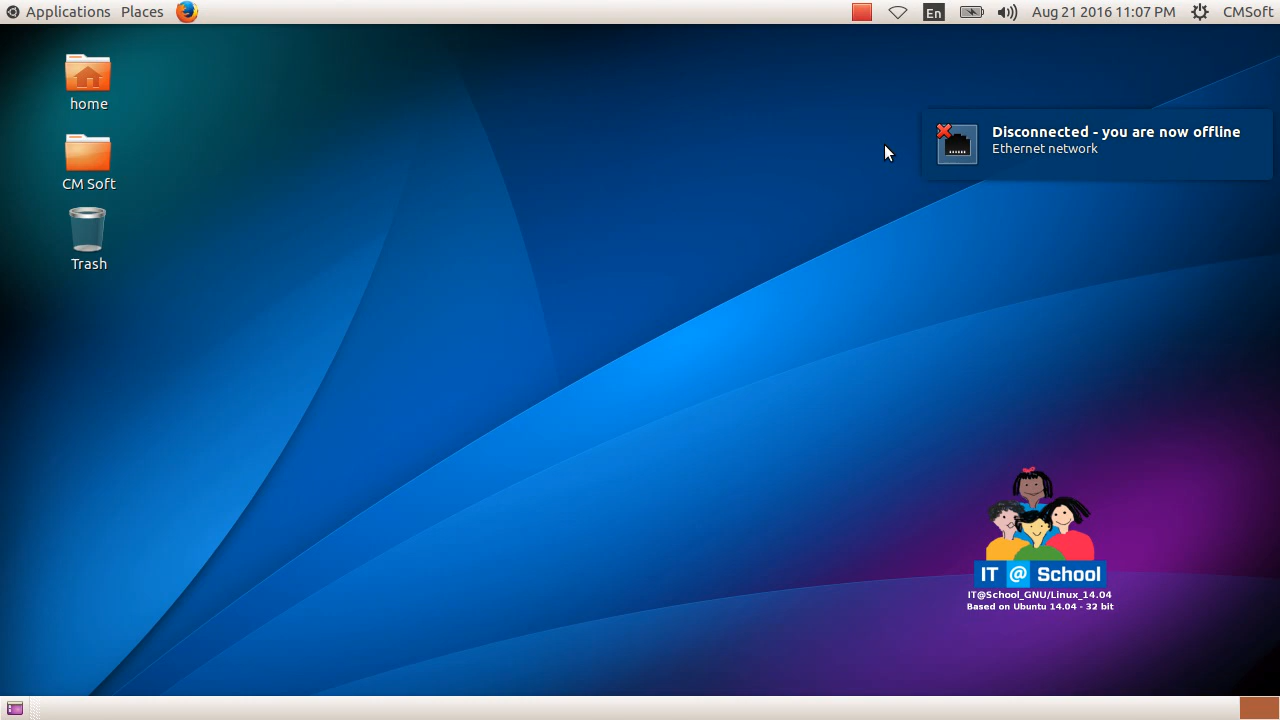 Applications Places En Aug 21 2016 11:07 PM CMSoft
home
CM Soft
Trash
Disconnected - you are now offline
Ethernet network
IT @ School
IT@School_GNU/Linux_14.04
Based on Ubuntu 14.04 - 32 bit